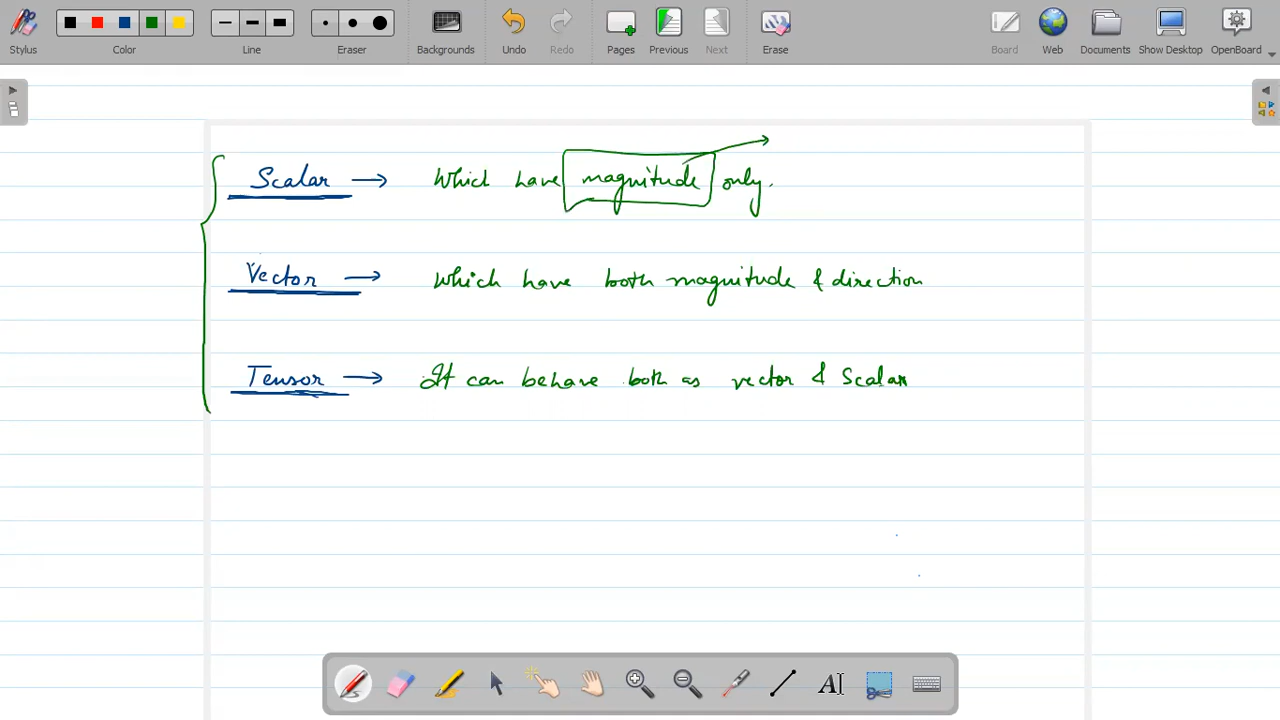 Stylus Color Line Eraser Backgrounds Undo Redo Pages Previous Next Erase Board Web Documents Show Desktop OpenBoard
Scalar → Which have magnitude only.
Vector → Which have both magnitude & direction
Tensor → It can behave both as vector & Scalar